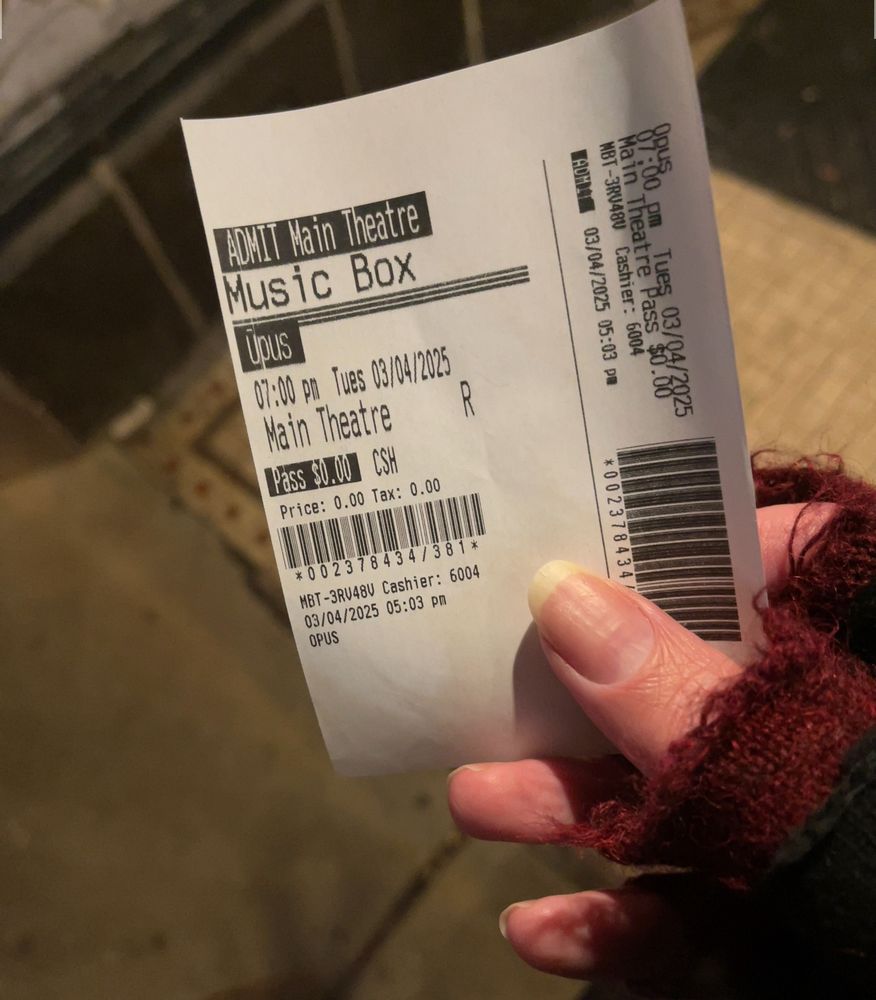 ADMIT Main Theatre
Music Box
Opus
07:00 pm Tues 03/04/2025
Main Theatre R
Pass $0.00 CSH
Price: 0.00 Tax: 0.00
*002378434/381*
MBT-3RV48V Cashier: 6004
03/04/2025 05:03 pm
OPUS
Opus
07:00 pm Tues 03/04/2025
Main Theatre Pass $0.00
MBT-3RV48V Cashier: 6004
ADMIT 03/04/2025 05:03 pm
*002378434/